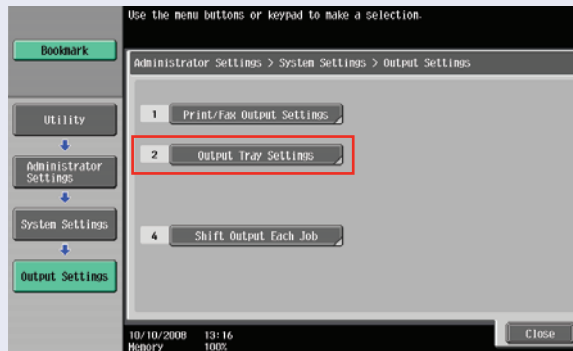 Use the menu buttons or keypad to make a selection.
Bookmark
Administrator Settings > System Settings > Output Settings
Utility
Administrator
Settings
System Settings
Output Settings
1 Print/Fax Output Settings
2 Output Tray Settings
4 Shift Output Each Job
10/10/2008 13:16
Memory 100%
Close